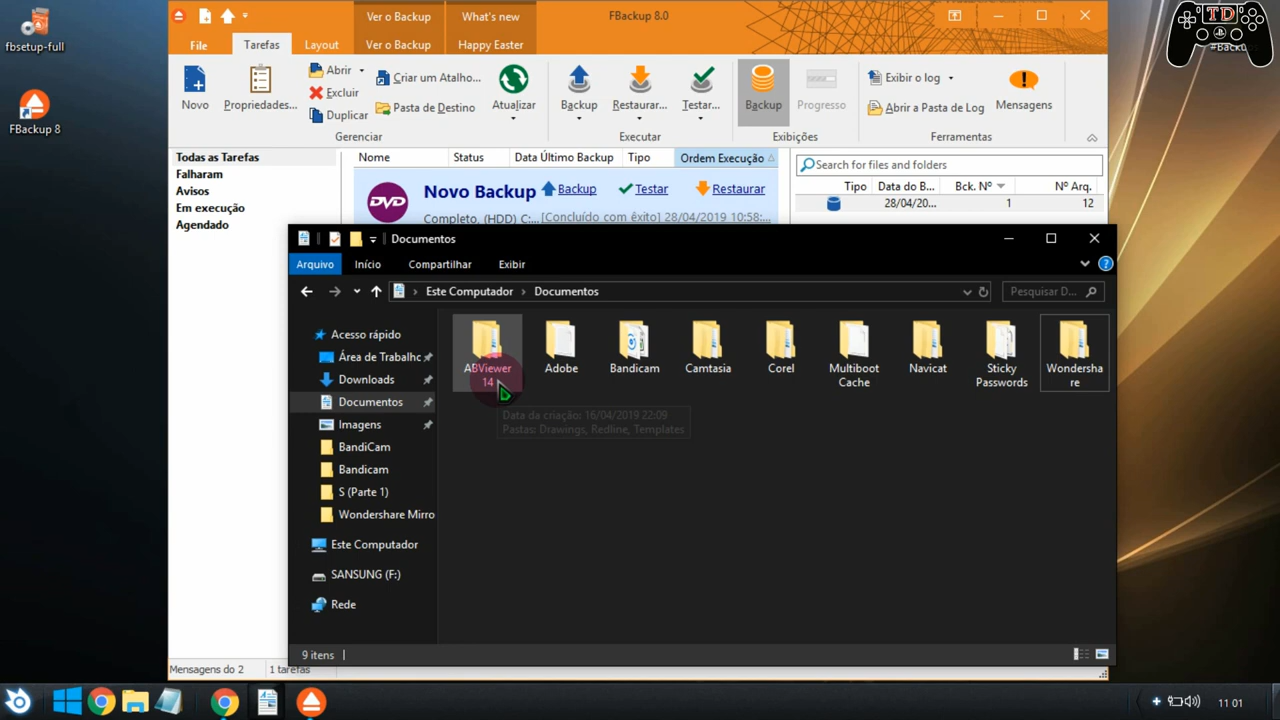 fbsetup-full
FBackup 8
Ver o Backup
What's new
FBackup 8.0
TD
File
Tarefas
Layout
Ver o Backup
Happy Easter
Novo
Propriedades...
Abrir
Excluir
Duplicar
Criar um Atalho...
Pasta de Destino
Atualizar
Gerenciar
Backup
Restaurar...
Testar...
Executar
Backup
Progresso
Exibições
Exibir o log
Abrir a Pasta de Log
Mensagens
Ferramentas
Todas as Tarefas
Falharam
Avisos
Em execução
Agendado
Nome
Status
Data Último Backup
Tipo
Ordem Execução
DVD
Novo Backup
Backup
Testar
Restaurar
Completo, (HDD) C:... [Concluído com êxito] 28/04/2019 10:58:...
Search for files and folders
Tipo
Data do B...
Bck. Nº
Nº Arq.
28/04/20...
1
12
Documentos
Arquivo
Início
Compartilhar
Exibir
Este Computador
Documentos
Pesquisar D...
Acesso rápido
Área de Trabalhc
Downloads
Documentos
Imagens
BandiCam
Bandicam
S (Parte 1)
Wondershare Mirro
Este Computador
SANSUNG (F:)
Rede
ABViewer
14
Adobe
Bandicam
Camtasia
Corel
Multiboot
Cache
Navicat
Sticky
Passwords
Wondersha
re
Data da criação: 16/04/2019 22:09
Pastas: Drawings, Redline, Templates
9 itens
Mensagens do 2
1 tarefas
11 01